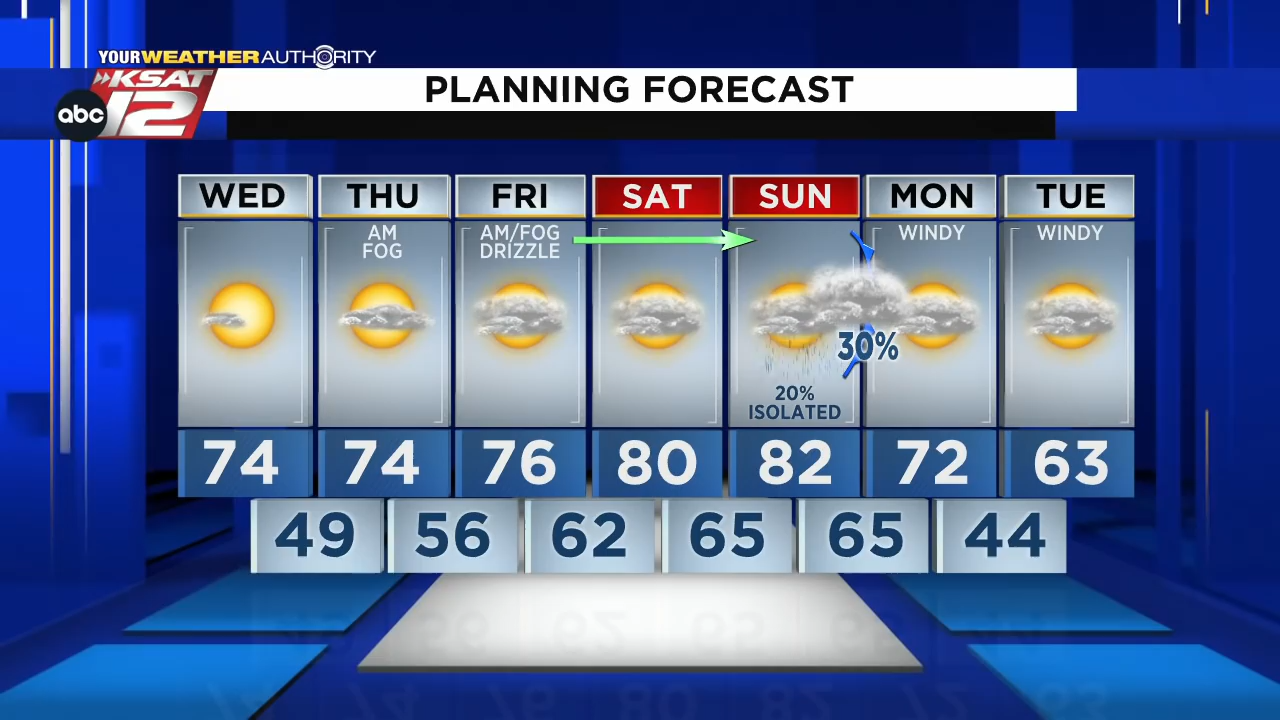 YOURWEATHERAUTHORITY
KSAT
abc 12
PLANNING FORECAST
WED THU FRI SAT SUN MON TUE
AM
FOG
AM/FOG
DRIZZLE
WINDY
WINDY
30%
20%
ISOLATED
74 74 76 80 82 72 63
49 56 62 65 65 44